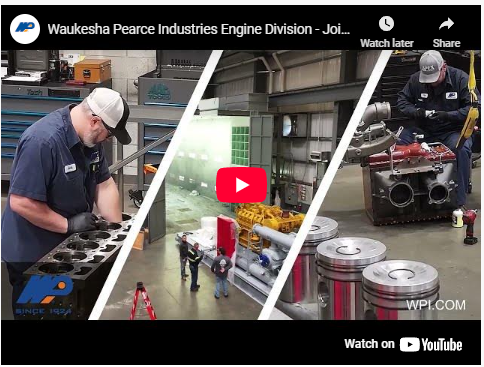 Waukesha Pearce Industries Engine Division - Joi...
Watch later
Share
SINCE 1924
WPI.COM
Watch on YouTube